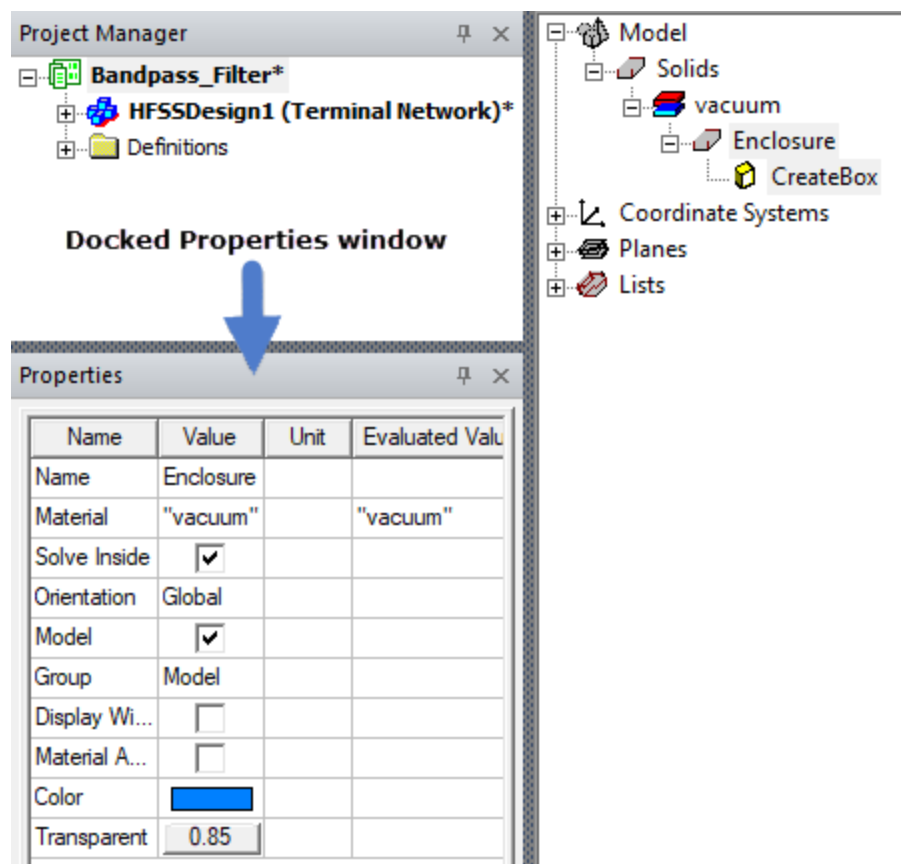 Project Manager
Bandpass_Filter*
HFSSDesign1 (Terminal Network)*
Definitions
Docked Properties window
Properties
Name Value Unit Evaluated Valu
Name Enclosure
Material "vacuum" "vacuum"
Solve Inside
Orientation Global
Model
Group Model
Display Wi...
Material A...
Color
Transparent 0.85
Model
Solids
vacuum
Enclosure
CreateBox
Coordinate Systems
Planes
Lists